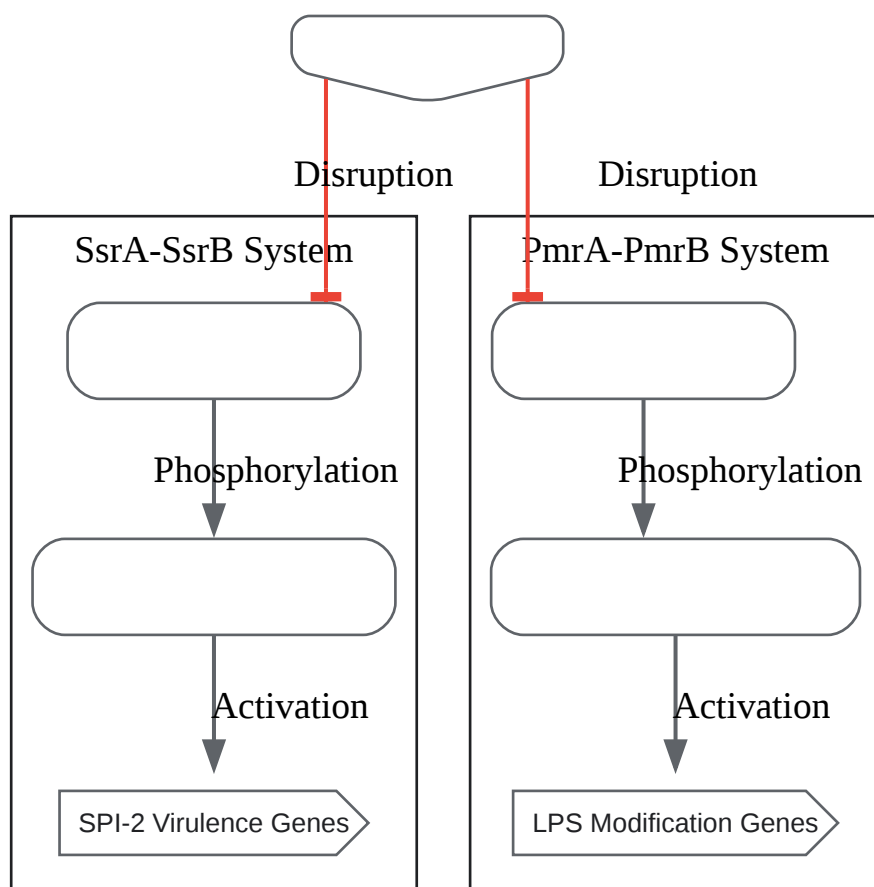 Disruption
Disruption
SsrA-SsrB System
PmrA-PmrB System
Phosphorylation
Phosphorylation
Activation
Activation
SPI-2 Virulence Genes
LPS Modification Genes